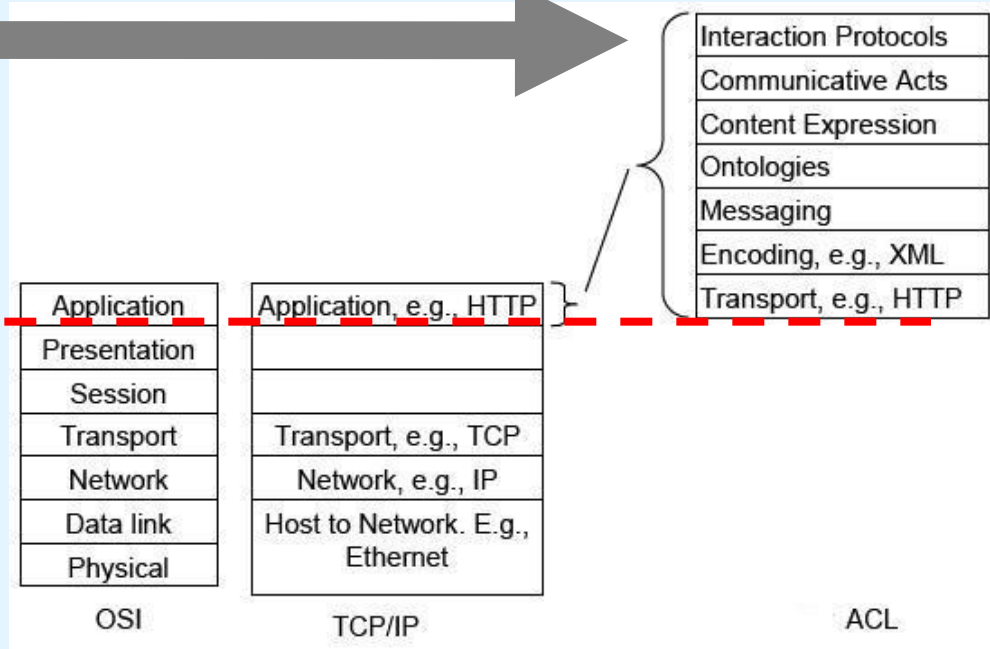 Interaction Protocols
Communicative Acts
Content Expression
Ontologies
Messaging
Encoding, e.g., XML
Transport, e.g., HTTP
Application
Presentation
Session
Transport
Network
Data link
Physical
OSI
Application, e.g., HTTP
Transport, e.g., TCP
Network, e.g., IP
Host to Network. E.g.,
Ethernet
TCP/IP
ACL